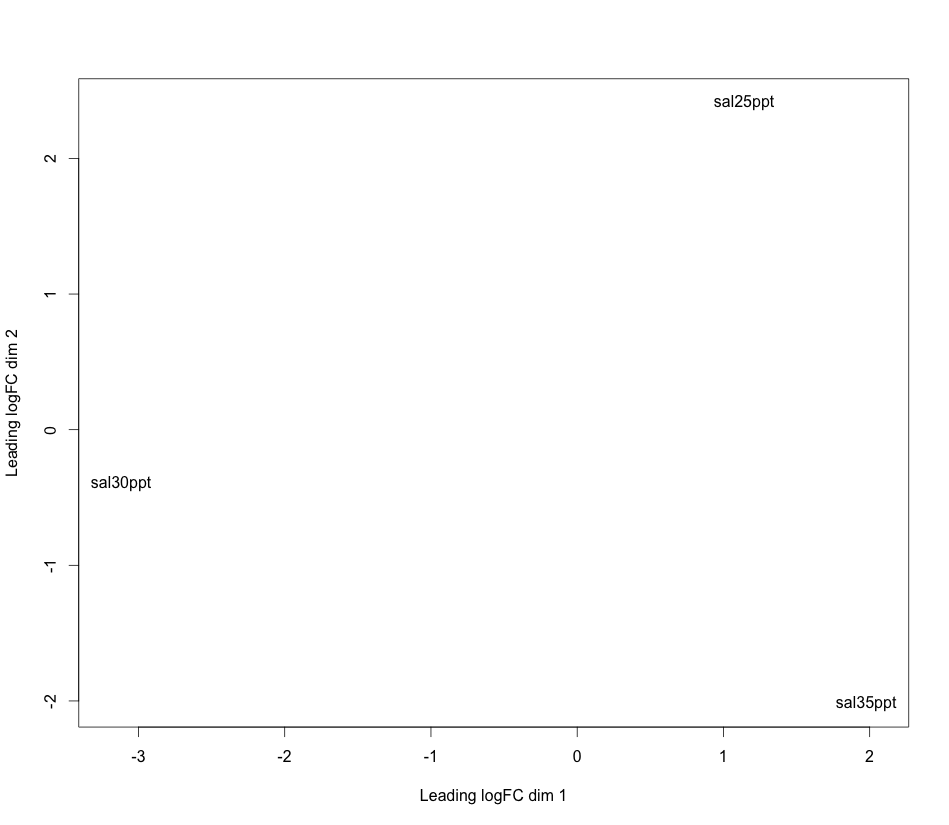 sal25ppt
2
1
0
-1
-2
Leading logFC dim 2
sal30ppt
sal35ppt
-3 -2 -1 0 1 2
Leading logFC dim 1